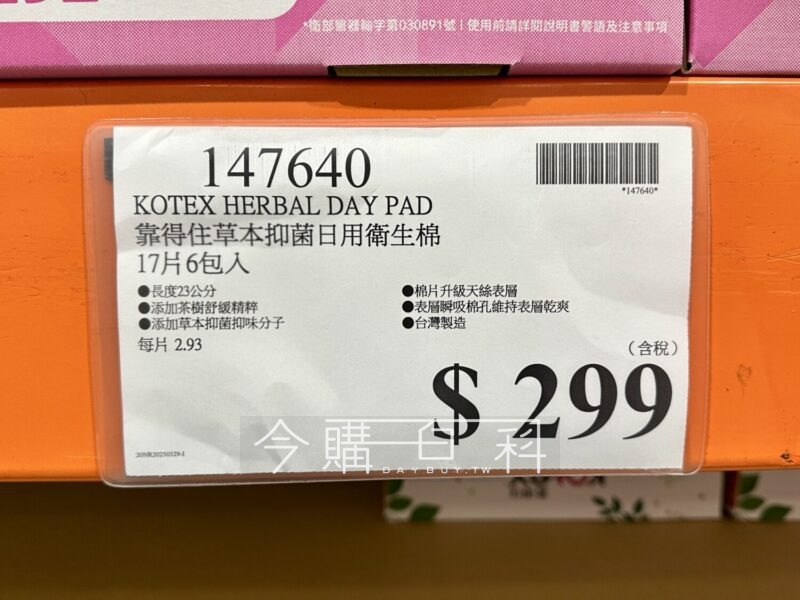 *衛部醫器輸字第030891號 | 使用前請詳閱說明書警語及注意事項
147640
*147640*
KOTEX HERBAL DAY PAD
靠得住草本抑菌日用衛生棉
17片6包入
●長度23公分
●添加茶樹舒緩精粹
●添加草本抑菌抑味分子
每片 2.93
●棉片升級天絲表層
●表層瞬吸棉孔維持表層乾爽
●台灣製造
(含稅)
$ 299
今購百科
DAYBUY.TW
20NR20250329-I